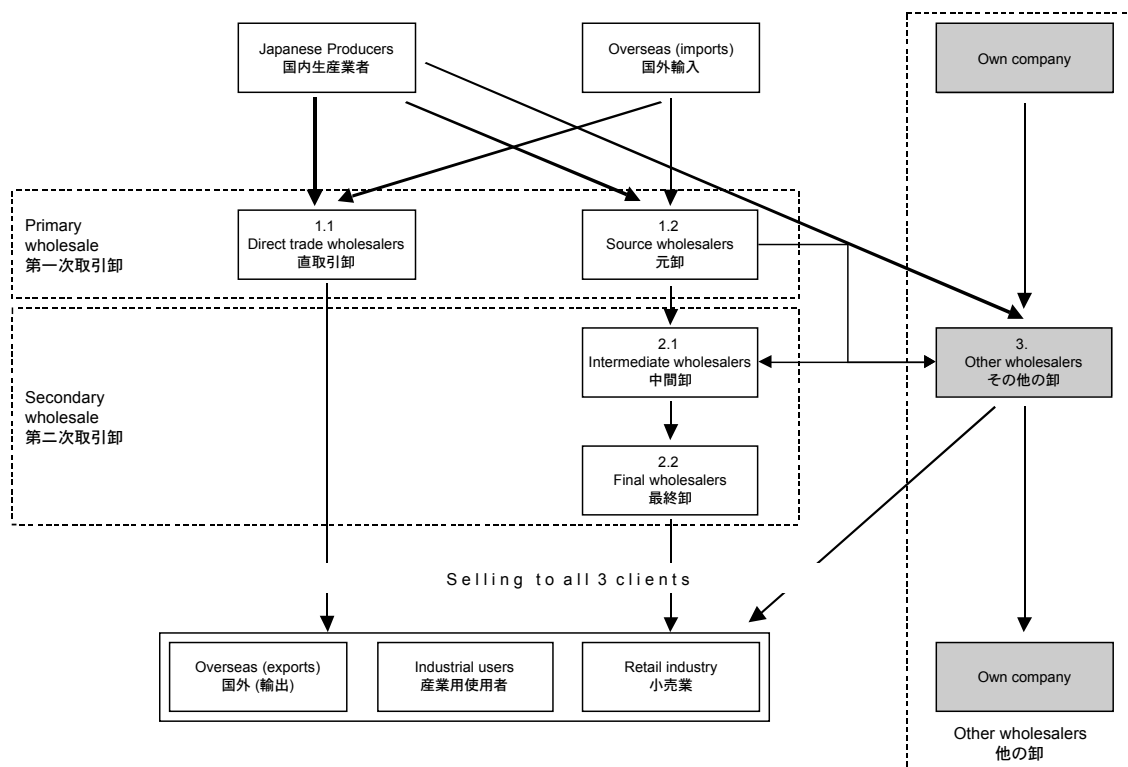 Japanese Producers
国内生産業者
Overseas (imports)
国外輸入
Own company
Primary
wholesale
第一次取引卸
1.1
Direct trade wholesalers
直取引卸
1.2
Source wholesalers
元卸
2.1
Intermediate wholesalers
中間卸
3.
Other wholesalers
その他の卸
Secondary
wholesale
第二次取引卸
2.2
Final wholesalers
最終卸
Selling to all 3 clients
Overseas (exports)
国外 (輸出)
Industrial users
産業用使用者
Retail industry
小売業
Own company
Other wholesalers
他の卸